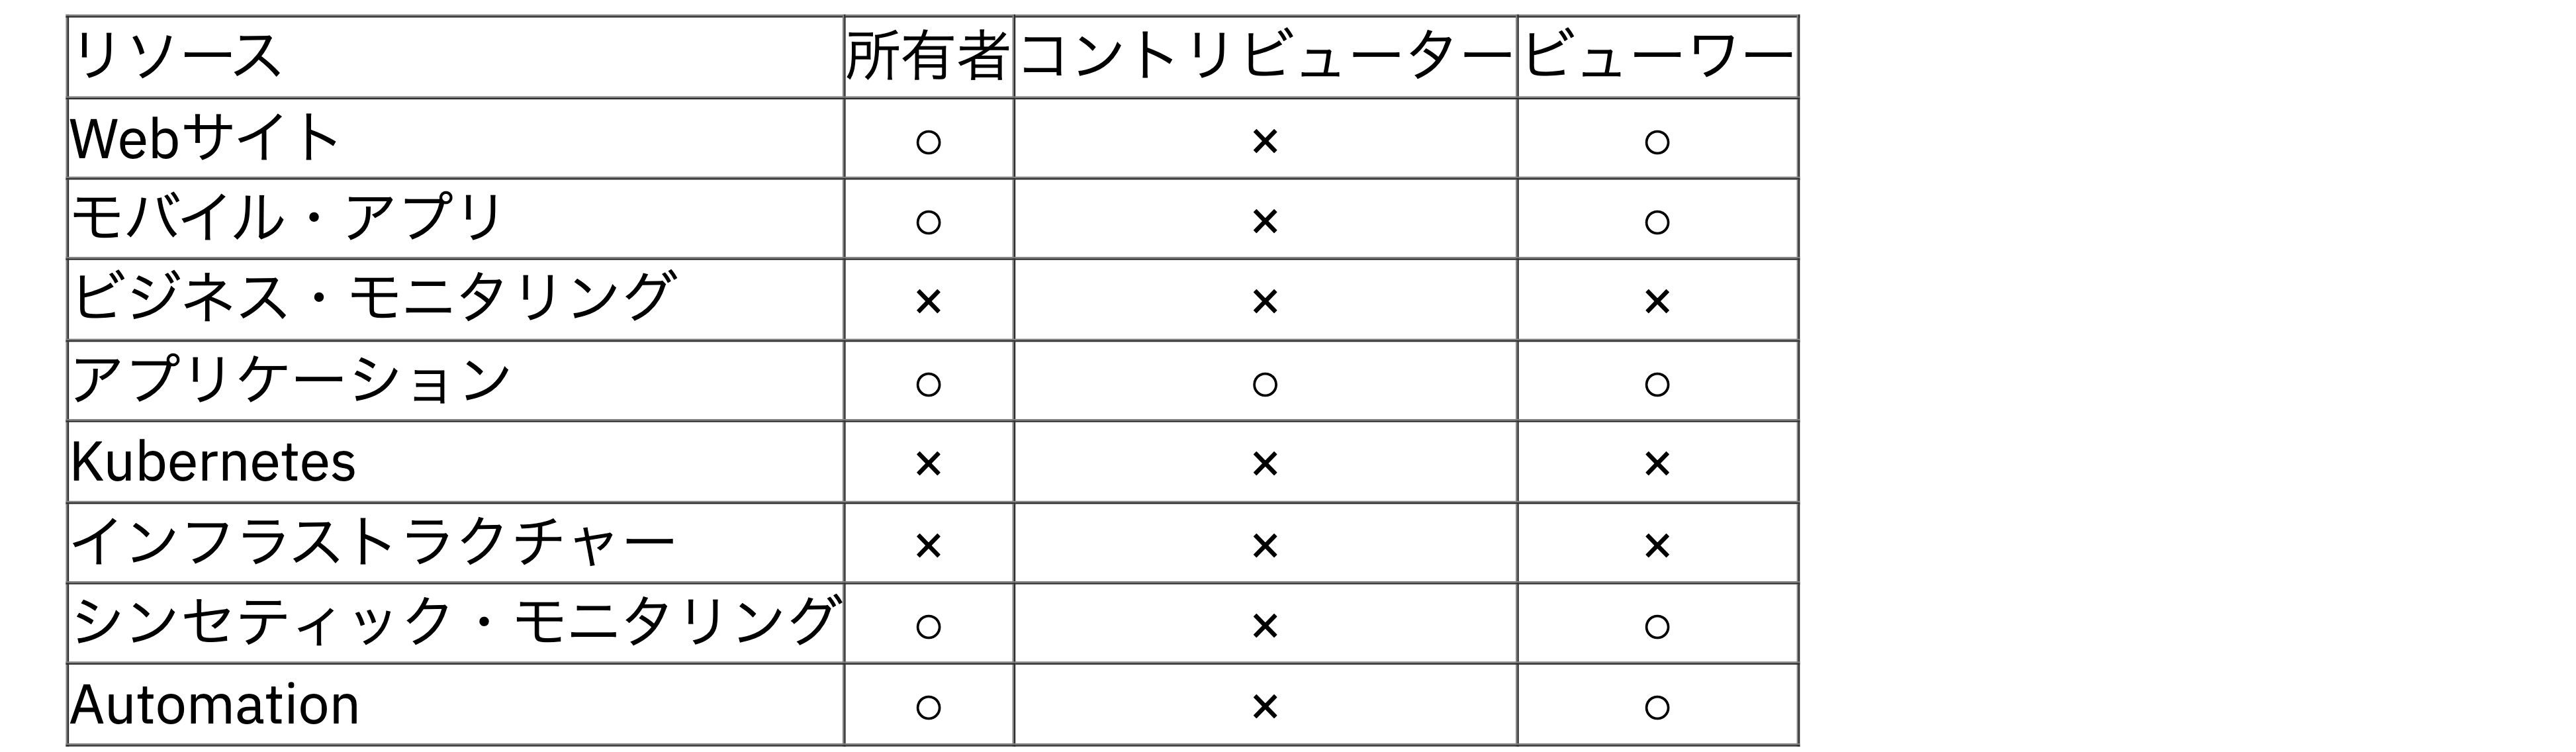 リソース 所有者 コントリビューター ビューワー
Webサイト ○ × ○
モバイル・アプリ ○ × ○
ビジネス・モニタリング × × ×
アプリケーション ○ ○ ○
Kubernetes × × ×
インフラストラクチャー × × ×
シンセティック・モニタリング ○ × ○
Automation ○ × ○